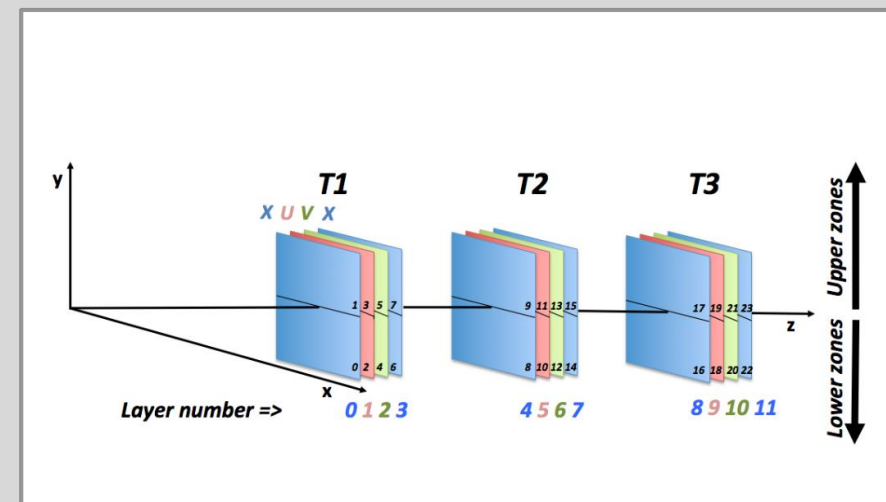 T1 T2 T3
y
X U V X
Upper zones
1 3 5 7 9 11 13 15 17 19 21 23
z
0 2 4 6 8 10 12 14 16 18 20 22
x
Lower zones
Layer number => 0 1 2 3 4 5 6 7 8 9 10 11